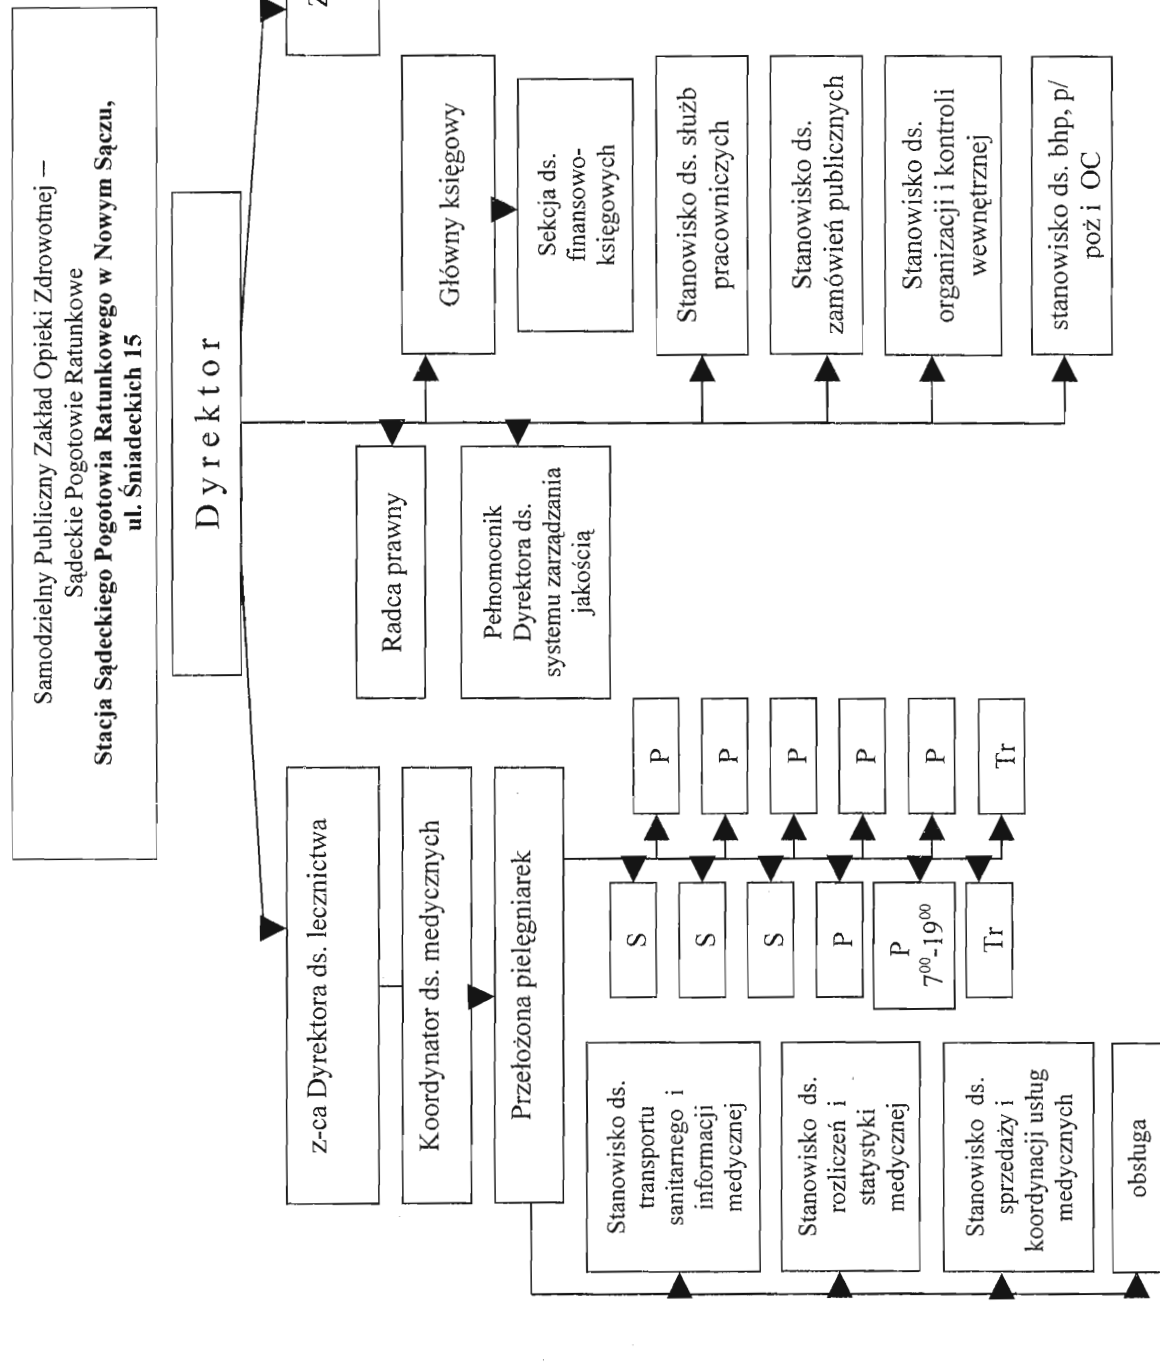 Samodzielny Publiczny Zakład Opieki Zdrowotnej –
Sądeckie Pogotowie Ratunkowe
Stacja Sądeckiego Pogotowia Ratunkowego w Nowym Sączu,
ul. Śniadeckich 15
Dyrektor
z-ca Dyrektora ds. lecznictwa
Koordynator ds. medycznych
Przełożona pielęgniarek
Stanowisko ds.
transportu
sanitarnego i
informacji
medycznej
Stanowisko ds.
rozliczeń i
statystyki
medycznej
Stanowisko ds.
sprzedaży i
koordynacji usług
medycznych
obsługa
S
S
S
P
P
7⁰⁰-19⁰⁰
Tr
P
P
P
P
P
Tr
Radca prawny
Pełnomocnik
Dyrektora ds.
systemu zarządzania
jakością
Główny księgowy
Sekcja ds.
finansowo-
księgowych
Stanowisko ds. służb
pracowniczych
Stanowisko ds.
zamówień publicznych
Stanowisko ds.
organizacji i kontroli
wewnętrznej
stanowisko ds. bhp, p/
poż i OC